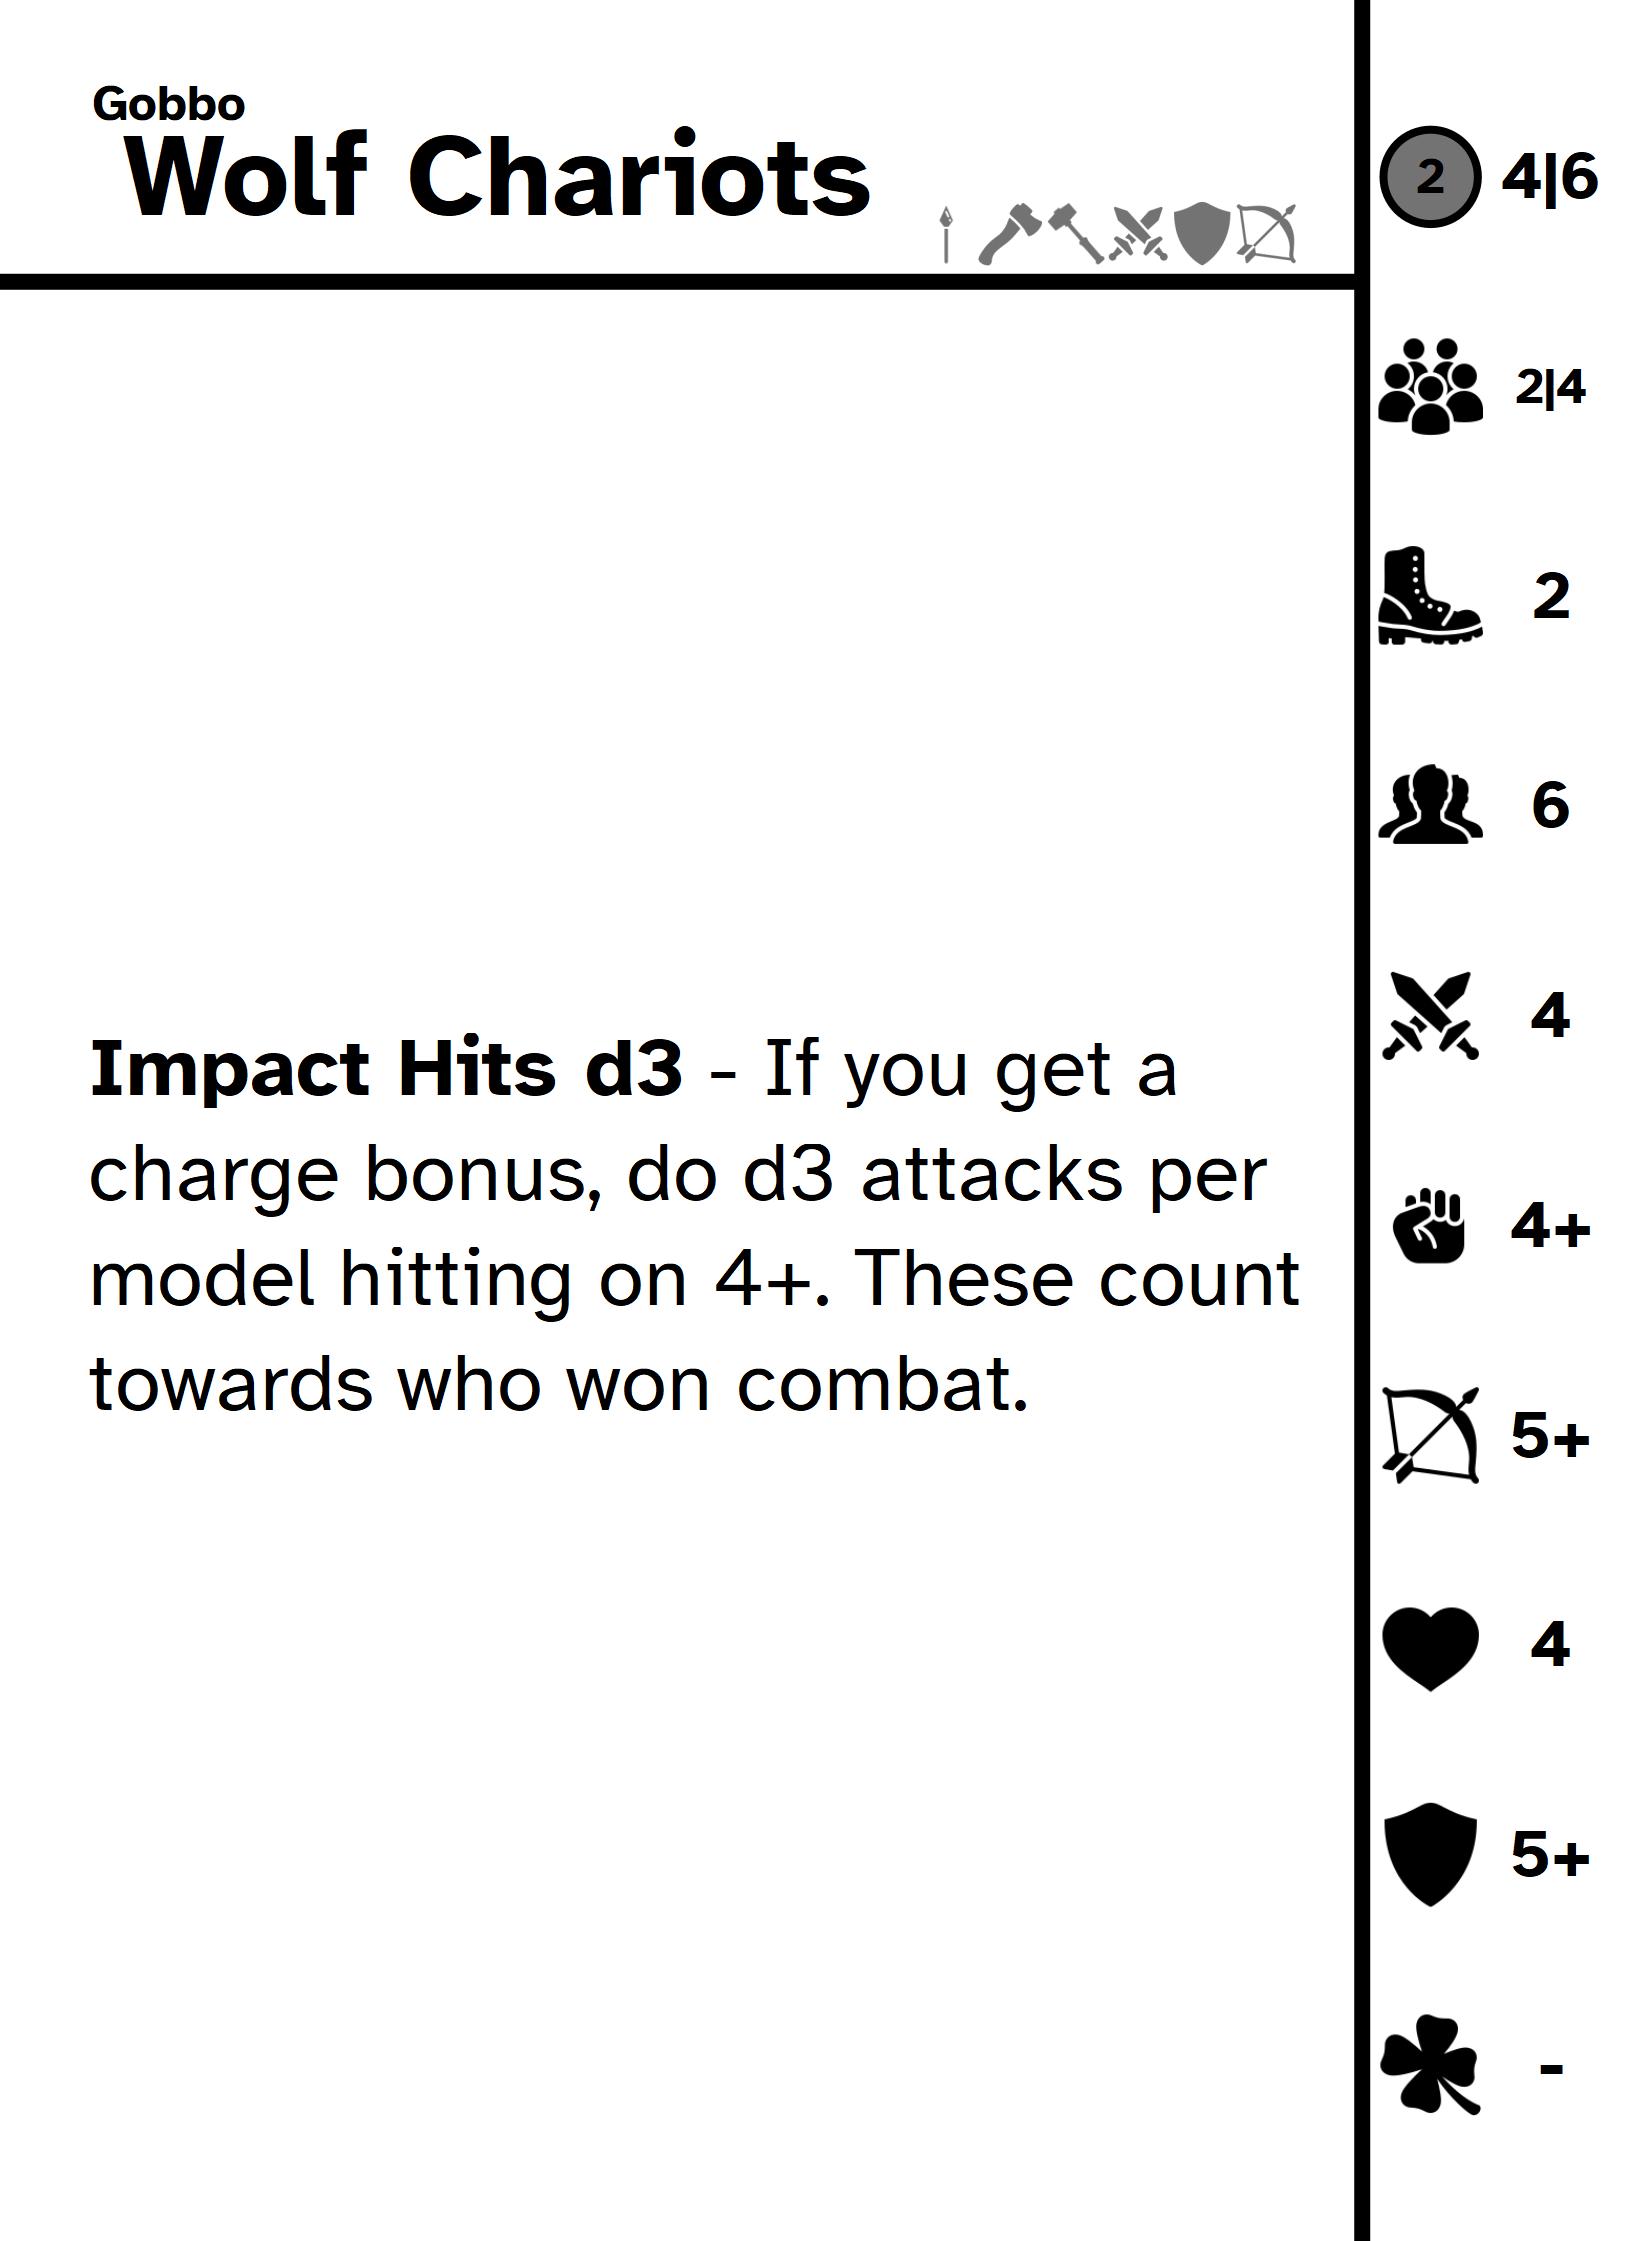 Gobbo
Wolf Chariots
2 4|6
2|4
2
6
4
4+
5+
4
5+
-
Impact Hits d3 - If you get a
charge bonus, do d3 attacks per
model hitting on 4+. These count
towards who won combat.